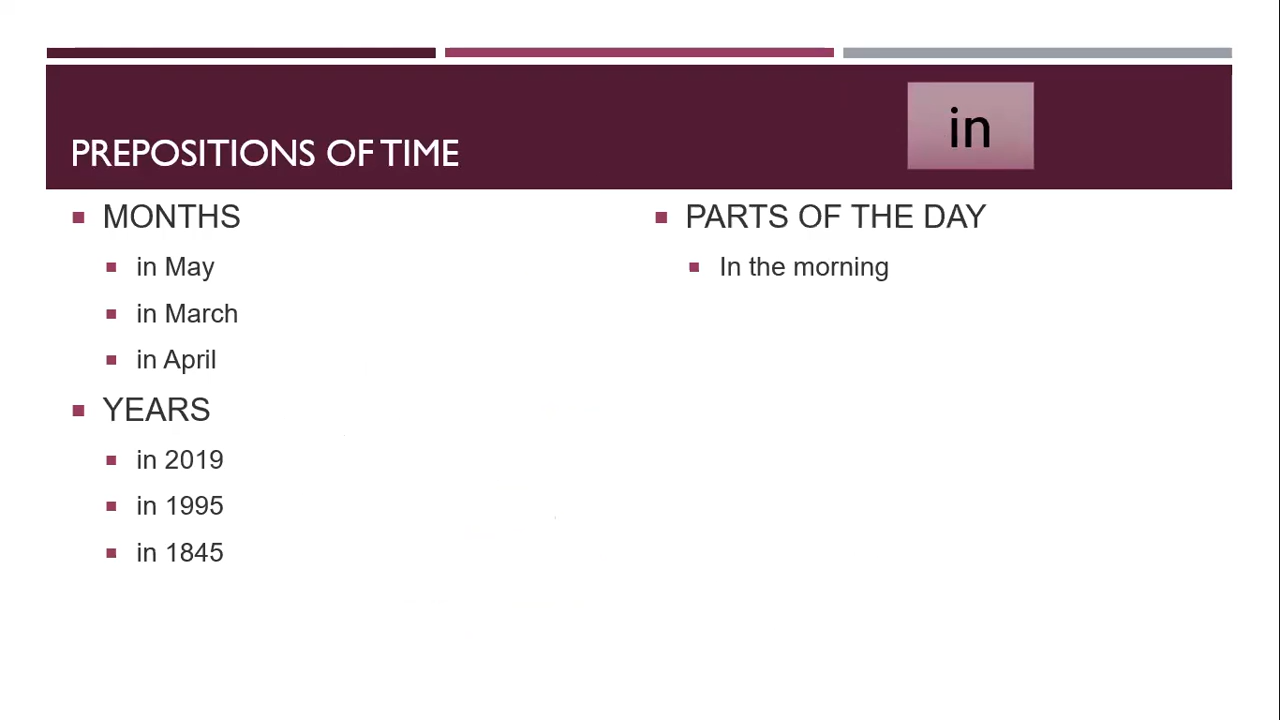 PREPOSITIONS OF TIME
in
MONTHS
in May
in March
in April
YEARS
in 2019
in 1995
in 1845
PARTS OF THE DAY
In the morning